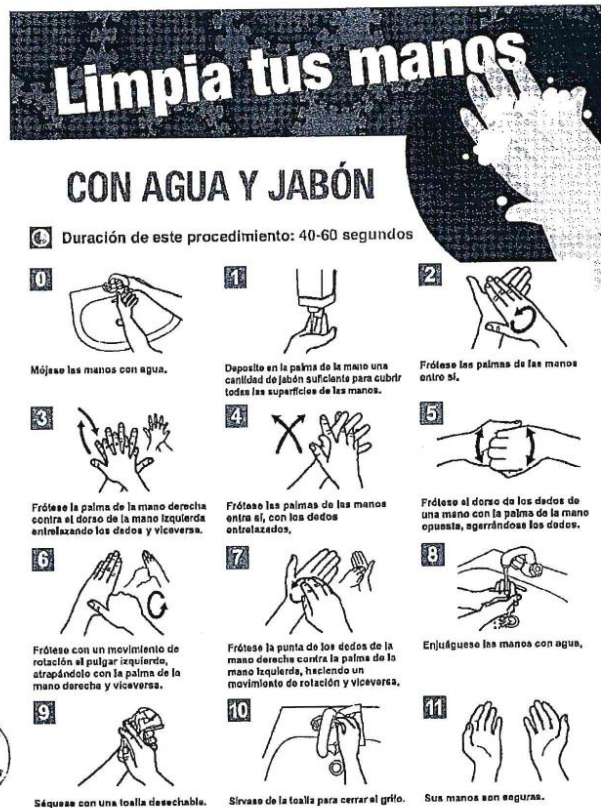 Limpia tus manos
CON AGUA Y JABÓN
Duración de este procedimiento: 40-60 segundos
0
Mójese las manos con agua.
1
Deposite en la palma de la mano una
cantidad de jabón suficiente para cubrir
todas las superficies de las manos.
2
Frótese las palmas de las manos
entre sí.
3
Frótese la palma de la mano derecha
contra el dorso de la mano izquierda
entrelazando los dedos y viceversa.
4
Frótese las palmas de las manos
entre sí, con los dedos
entrelazados.
5
Frótese el dorso de los dedos de
una mano con la palma de la mano
opuesta, agarrándose los dedos.
6
Frótese con un movimiento de
rotación el pulgar izquierdo,
atrapándolo con la palma de la
mano derecha y viceversa.
7
Frótese la punta de los dedos de la
mano derecha contra la palma de la
mano izquierda, haciendo un
movimiento de rotación y viceversa.
8
Enjuáguese las manos con agua.
9
Séquese con una toalla desechable.
10
Sírvase de la toalla para cerrar el grifo.
11
Sus manos son seguras.